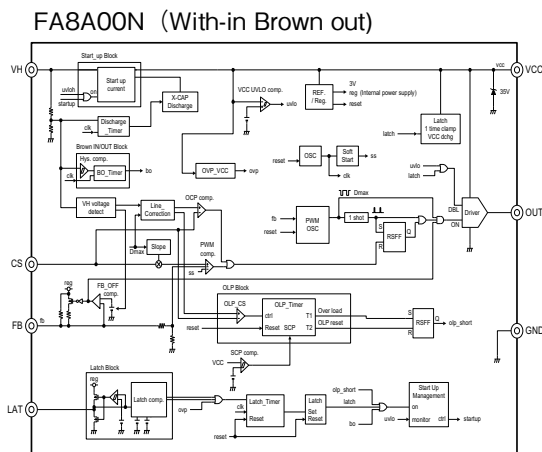 FA8A00N (With-in Brown out)
Start_up Block
VH
VCC
vcc
uvloh
startup
on
Start up
current
X-CAP
Discharge
VCC UVLO comp.
uvlo
REF.
/ Reg.
3V
reg (Internal power supply)
reset
35V
clk
Discharge
_Timer
Latch
1 time clamp
VCC dchg
latch
Brown IN/OUT Block
Hys. comp.
clk
BO_Timer
bo
OVP_VCC
ovp
reset
OSC
Soft
Start
ss
clk
uvlo
latch
VH voltage
detect
Line_
Correction
OCP comp.
Dmax
fb
reset
PWM
OSC
1 shot
S
R
RSFF
Q
DBL
ON
Driver
OUT
CS
Dmax
Slope
PWM
comp.
ss
reg
FB_OFF
comp.
FB
fb
OLP Block
OLP_CS
OLP_Timer
ctrl
T1
Over load
reset
Reset
SCP
T2
OLP reset
S
R
RSFF
Q
olp_short
GND
VCC
SCP comp.
Latch Block
reg
Latch comp.
LAT
ovp
clk
Latch_Timer
Reset
reset
Latch
Set
Reset
olp_short
latch
bo
Start Up
Management
on
uvlo
monitor
ctrl
startup